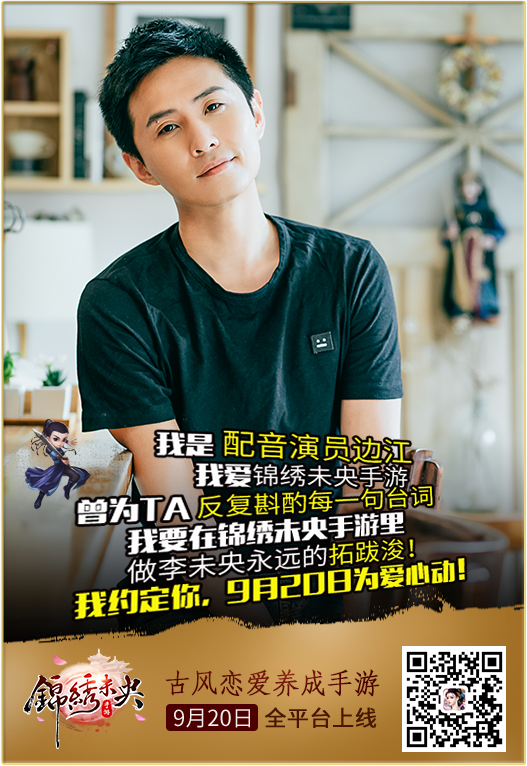 我是 配音演员边江
我爱锦绣未央手游
曾为TA 反复斟酌每一句台词
我要在锦绣未央手游里
做李未央永远的拓跋浚！
我约定你，9月20日为爱心动！
錦綉未央
手游
古风恋爱养成手游
9月20日 全平台上线